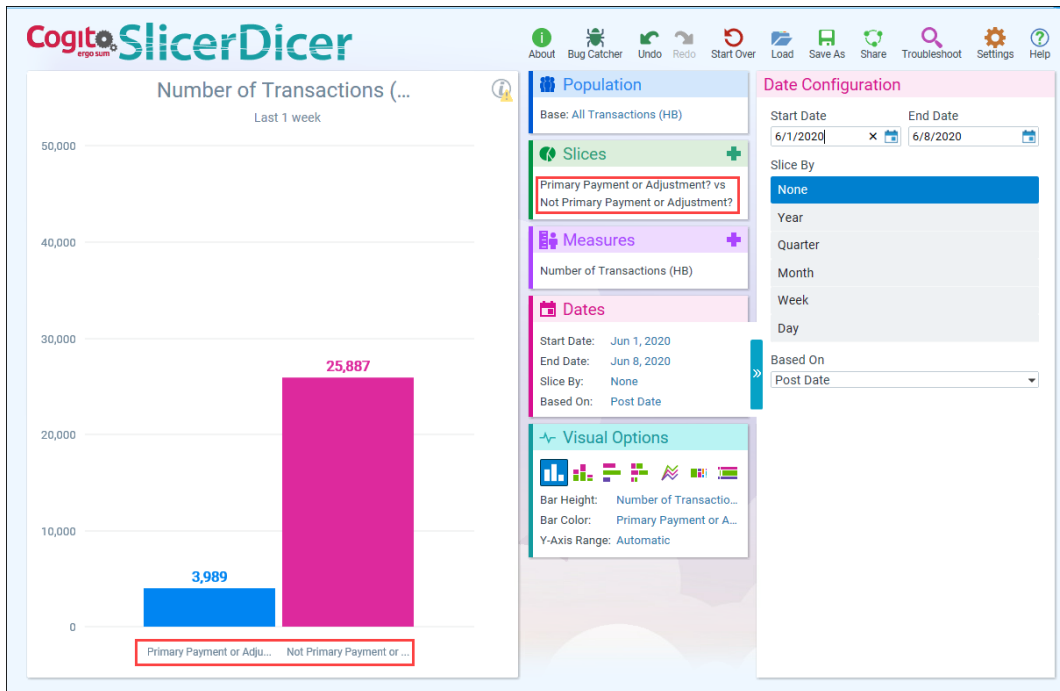 Cogito
ergo sum
SlicerDicer
About
Bug Catcher
Undo
Redo
Start Over
Load
Save As
Share
Troubleshoot
Settings
Help
Number of Transactions (...
Last 1 week
50,000
40,000
30,000
20,000
10,000
0
25,887
3,989
Primary Payment or Adju...
Not Primary Payment or ...
Population
Base: All Transactions (HB)
Slices
Primary Payment or Adjustment? vs
Not Primary Payment or Adjustment?
Measures
Number of Transactions (HB)
Dates
Start Date: Jun 1, 2020
End Date: Jun 8, 2020
Slice By: None
Based On: Post Date
Visual Options
Bar Height: Number of Transactio...
Bar Color: Primary Payment or A...
Y-Axis Range: Automatic
Date Configuration
Start Date
End Date
6/1/2020
6/8/2020
Slice By
None
Year
Quarter
Month
Week
Day
Based On
Post Date